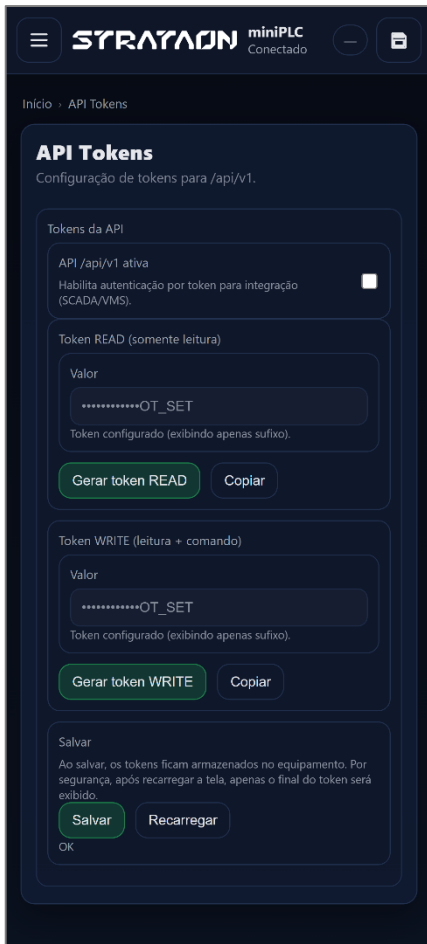 STRATAON
miniPLC
Conectado
—
Início › API Tokens
API Tokens
Configuração de tokens para /api/v1.
Tokens da API
API /api/v1 ativa
Habilita autenticação por token para integração
(SCADA/VMS).
Token READ (somente leitura)
Valor
••••••••••••OT_SET
Token configurado (exibindo apenas sufixo).
Gerar token READ Copiar
Token WRITE (leitura + comando)
Valor
••••••••••••OT_SET
Token configurado (exibindo apenas sufixo).
Gerar token WRITE Copiar
Salvar
Ao salvar, os tokens ficam armazenados no equipamento. Por
segurança, após recarregar a tela, apenas o final do token será
exibido.
Salvar Recarregar
OK